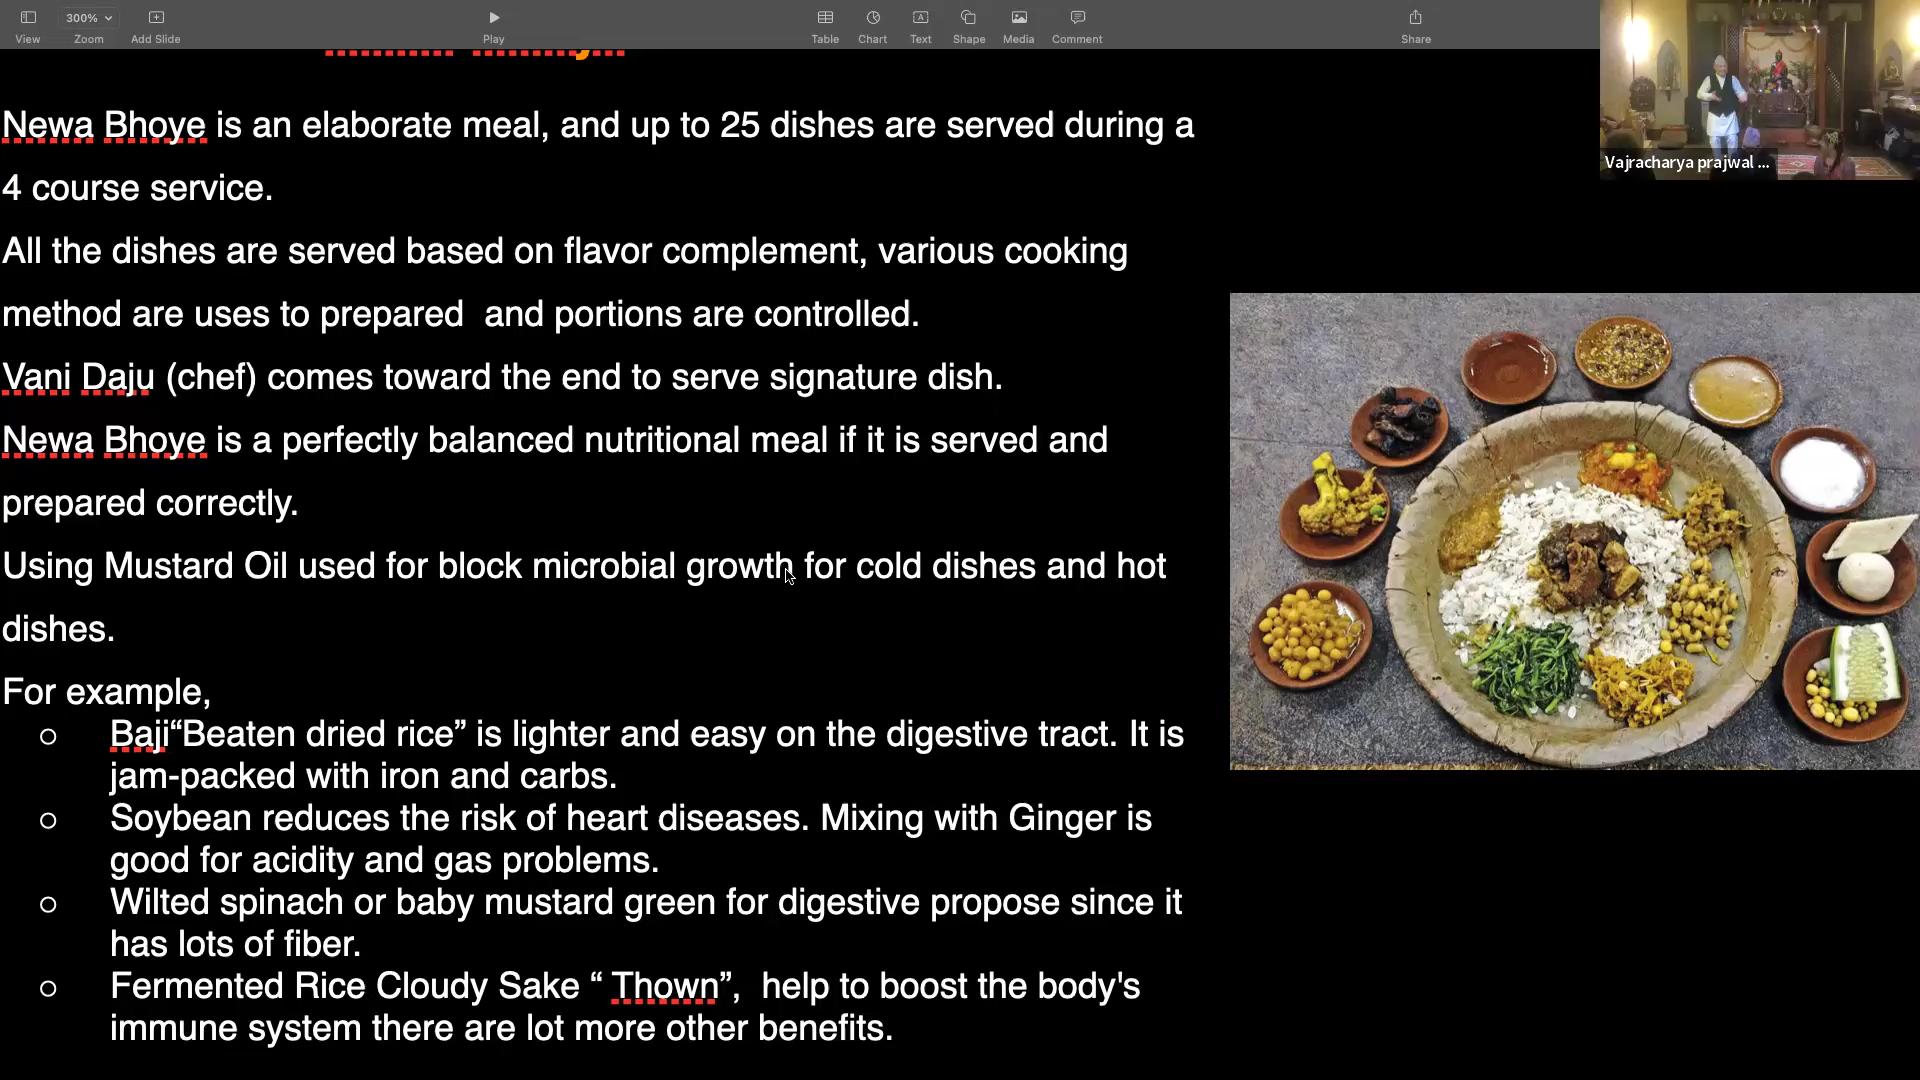 300%
View Zoom Add Slide Play Table Chart Text Shape Media Comment Share
Vajracharya prajwal ...
Newa Bhoye is an elaborate meal, and up to 25 dishes are served during a
4 course service.
All the dishes are served based on flavor complement, various cooking
method are uses to prepared  and portions are controlled.
Vani Daju (chef) comes toward the end to serve signature dish.
Newa Bhoye is a perfectly balanced nutritional meal if it is served and
prepared correctly.
Using Mustard Oil used for block microbial growth for cold dishes and hot
dishes.
For example,
Baji“Beaten dried rice” is lighter and easy on the digestive tract. It is
jam-packed with iron and carbs.
Soybean reduces the risk of heart diseases. Mixing with Ginger is
good for acidity and gas problems.
Wilted spinach or baby mustard green for digestive propose since it
has lots of fiber.
Fermented Rice Cloudy Sake “ Thown”,  help to boost the body's
immune system there are lot more other benefits.